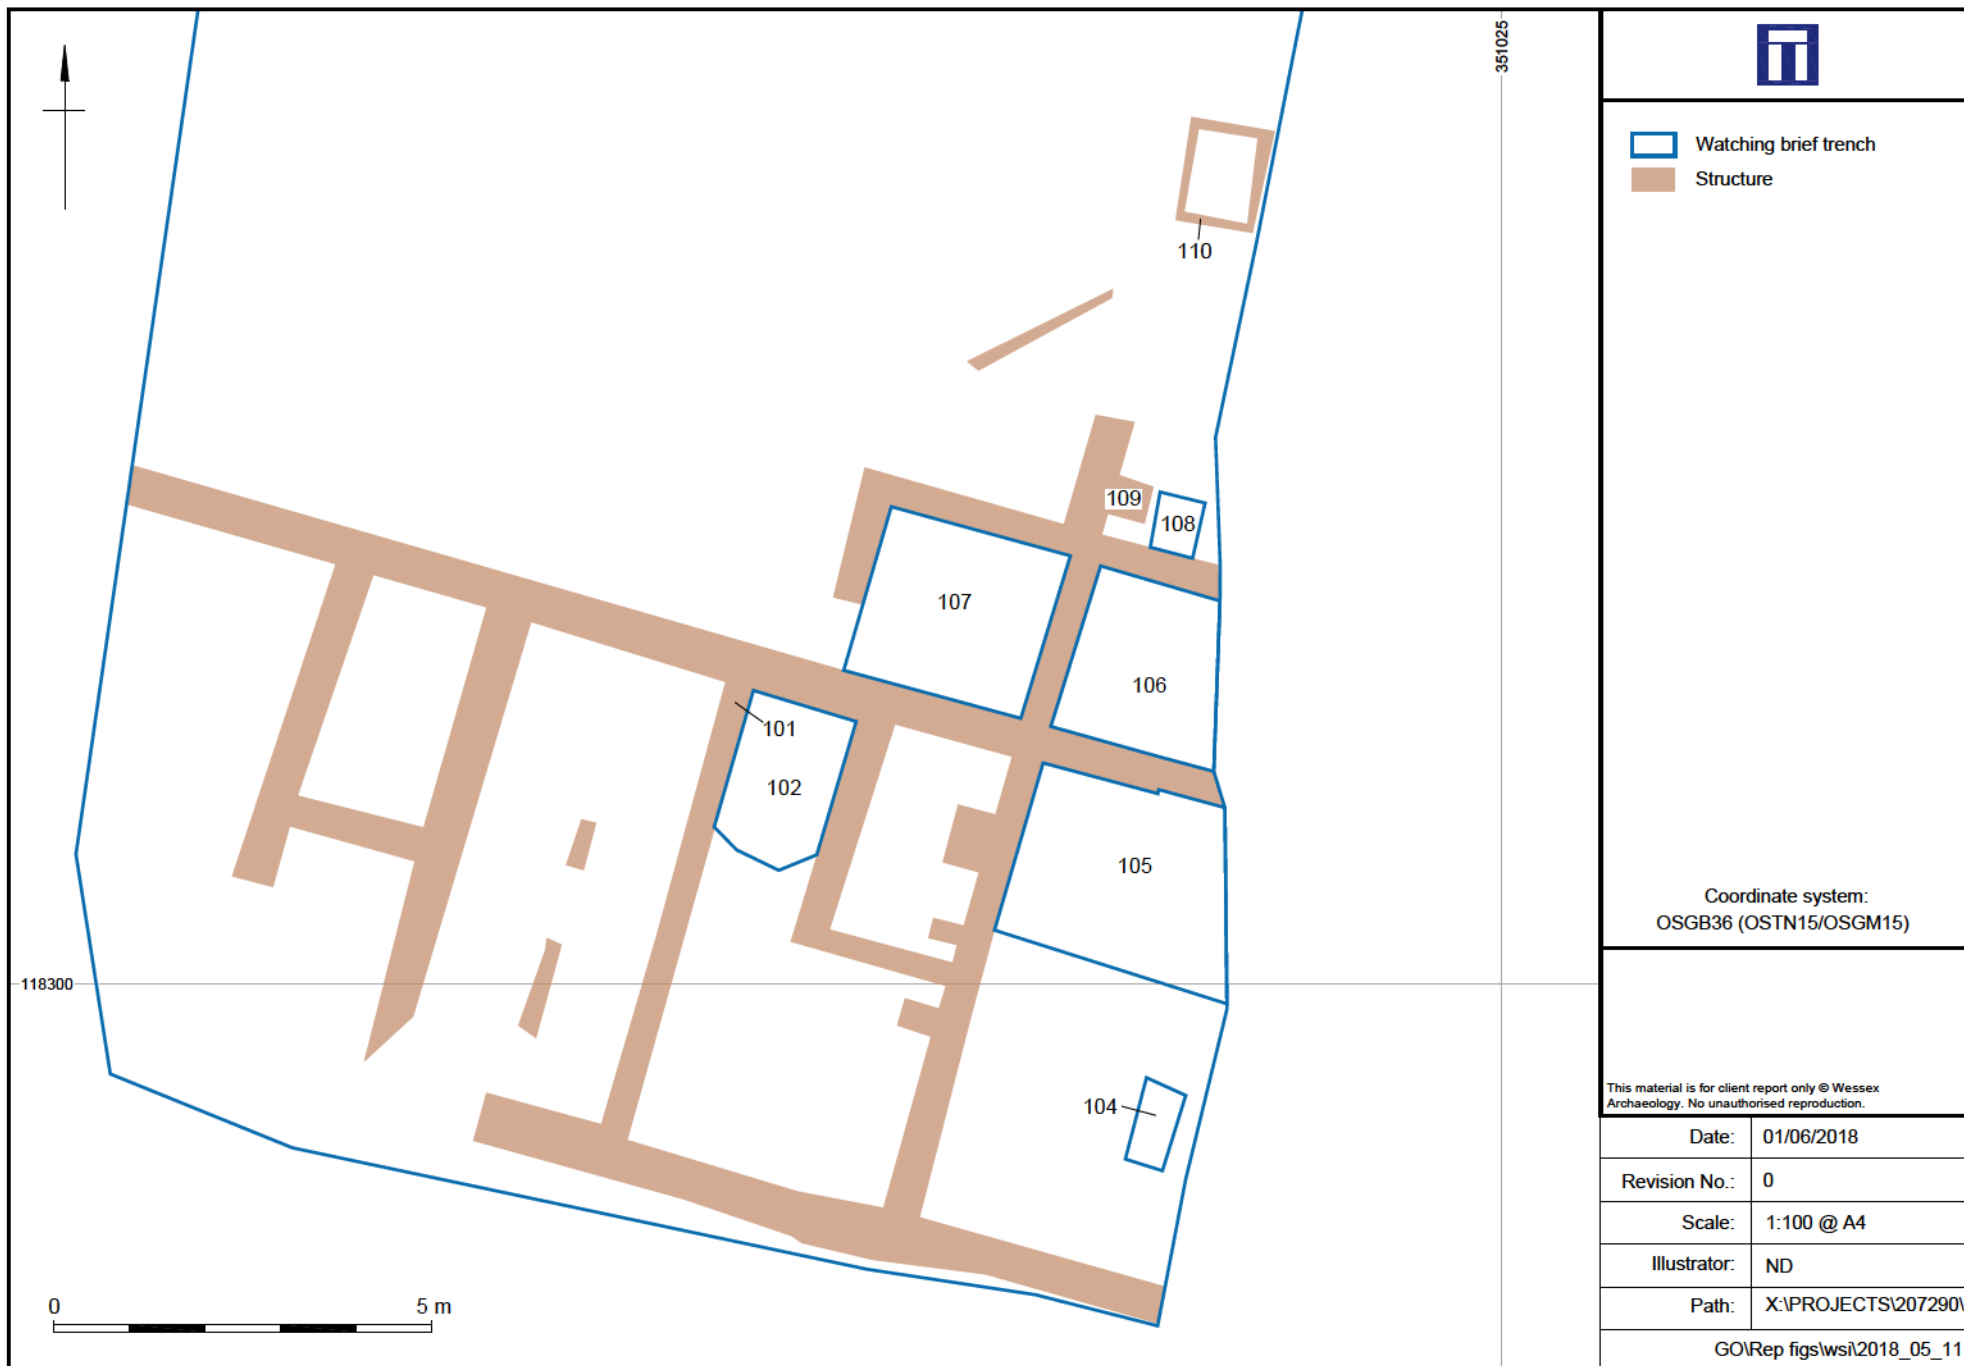 351025
Watching brief trench
Structure
110
109
108
107
106
101
102
105
118300
104
0 5 m
Coordinate system:
OSGB36 (OSTN15/OSGM15)
This material is for client report only © Wessex
Archaeology. No unauthorised reproduction.
Date: 01/06/2018
Revision No.: 0
Scale: 1:100 @ A4
Illustrator: ND
Path: X:\PROJECTS\207290\
GO\Rep figs\wsi\2018_05_11